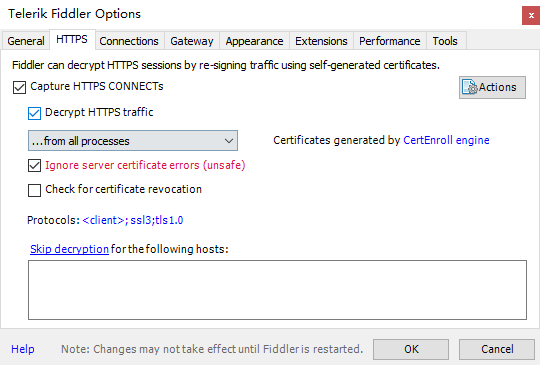 Telerik Fiddler Options
x
General HTTPS Connections Gateway Appearance Extensions Performance Tools
Fiddler can decrypt HTTPS sessions by re-signing traffic using self-generated certificates.
Capture HTTPS CONNECTs Actions
Decrypt HTTPS traffic
...from all processes Certificates generated by CertEnroll engine
Ignore server certificate errors (unsafe)
Check for certificate revocation
Protocols: <client>; ssl3;tls1.0
Skip decryption for the following hosts:
Help Note: Changes may not take effect until Fiddler is restarted. OK Cancel